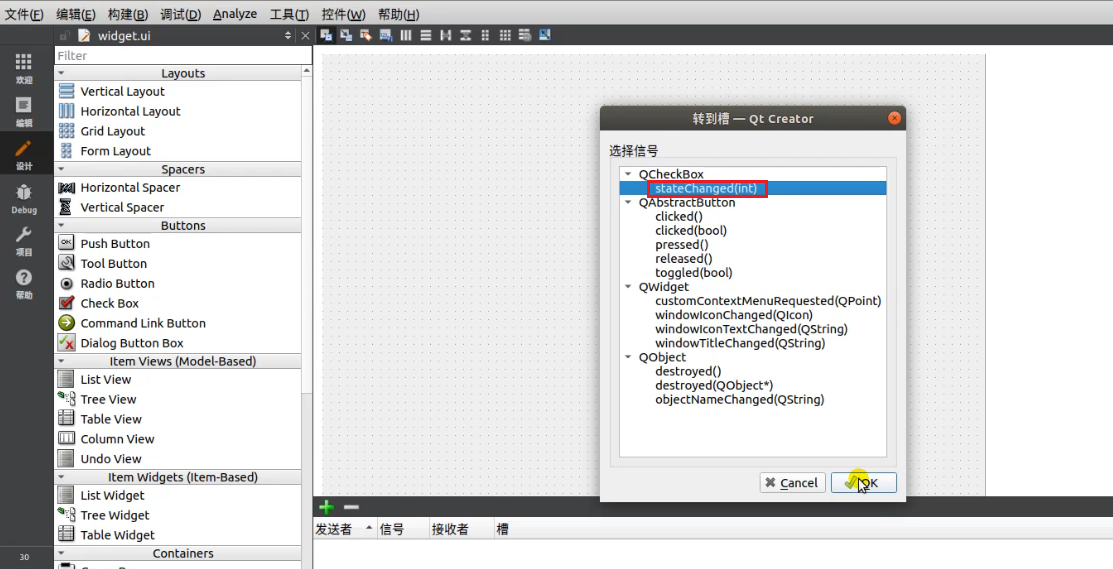 文件(F) 编辑(E) 构建(B) 调试(D) Analyze 工具(T) 控件(W) 帮助(H)
widget.ui
Filter
欢迎
编辑
设计
Debug
项目
帮助
30
Layouts
Vertical Layout
Horizontal Layout
Grid Layout
Form Layout
Spacers
Horizontal Spacer
Vertical Spacer
Buttons
Push Button
Tool Button
Radio Button
Check Box
Command Link Button
Dialog Button Box
Item Views (Model-Based)
List View
Tree View
Table View
Column View
Undo View
Item Widgets (Item-Based)
List Widget
Tree Widget
Table Widget
Containers
转到槽 — Qt Creator
选择信号
QCheckBox
stateChanged(int)
QAbstractButton
clicked()
clicked(bool)
pressed()
released()
toggled(bool)
QWidget
customContextMenuRequested(QPoint)
windowIconChanged(QIcon)
windowIconTextChanged(QString)
windowTitleChanged(QString)
QObject
destroyed()
destroyed(QObject*)
objectNameChanged(QString)
Cancel OK
发送者 信号 接收者 槽